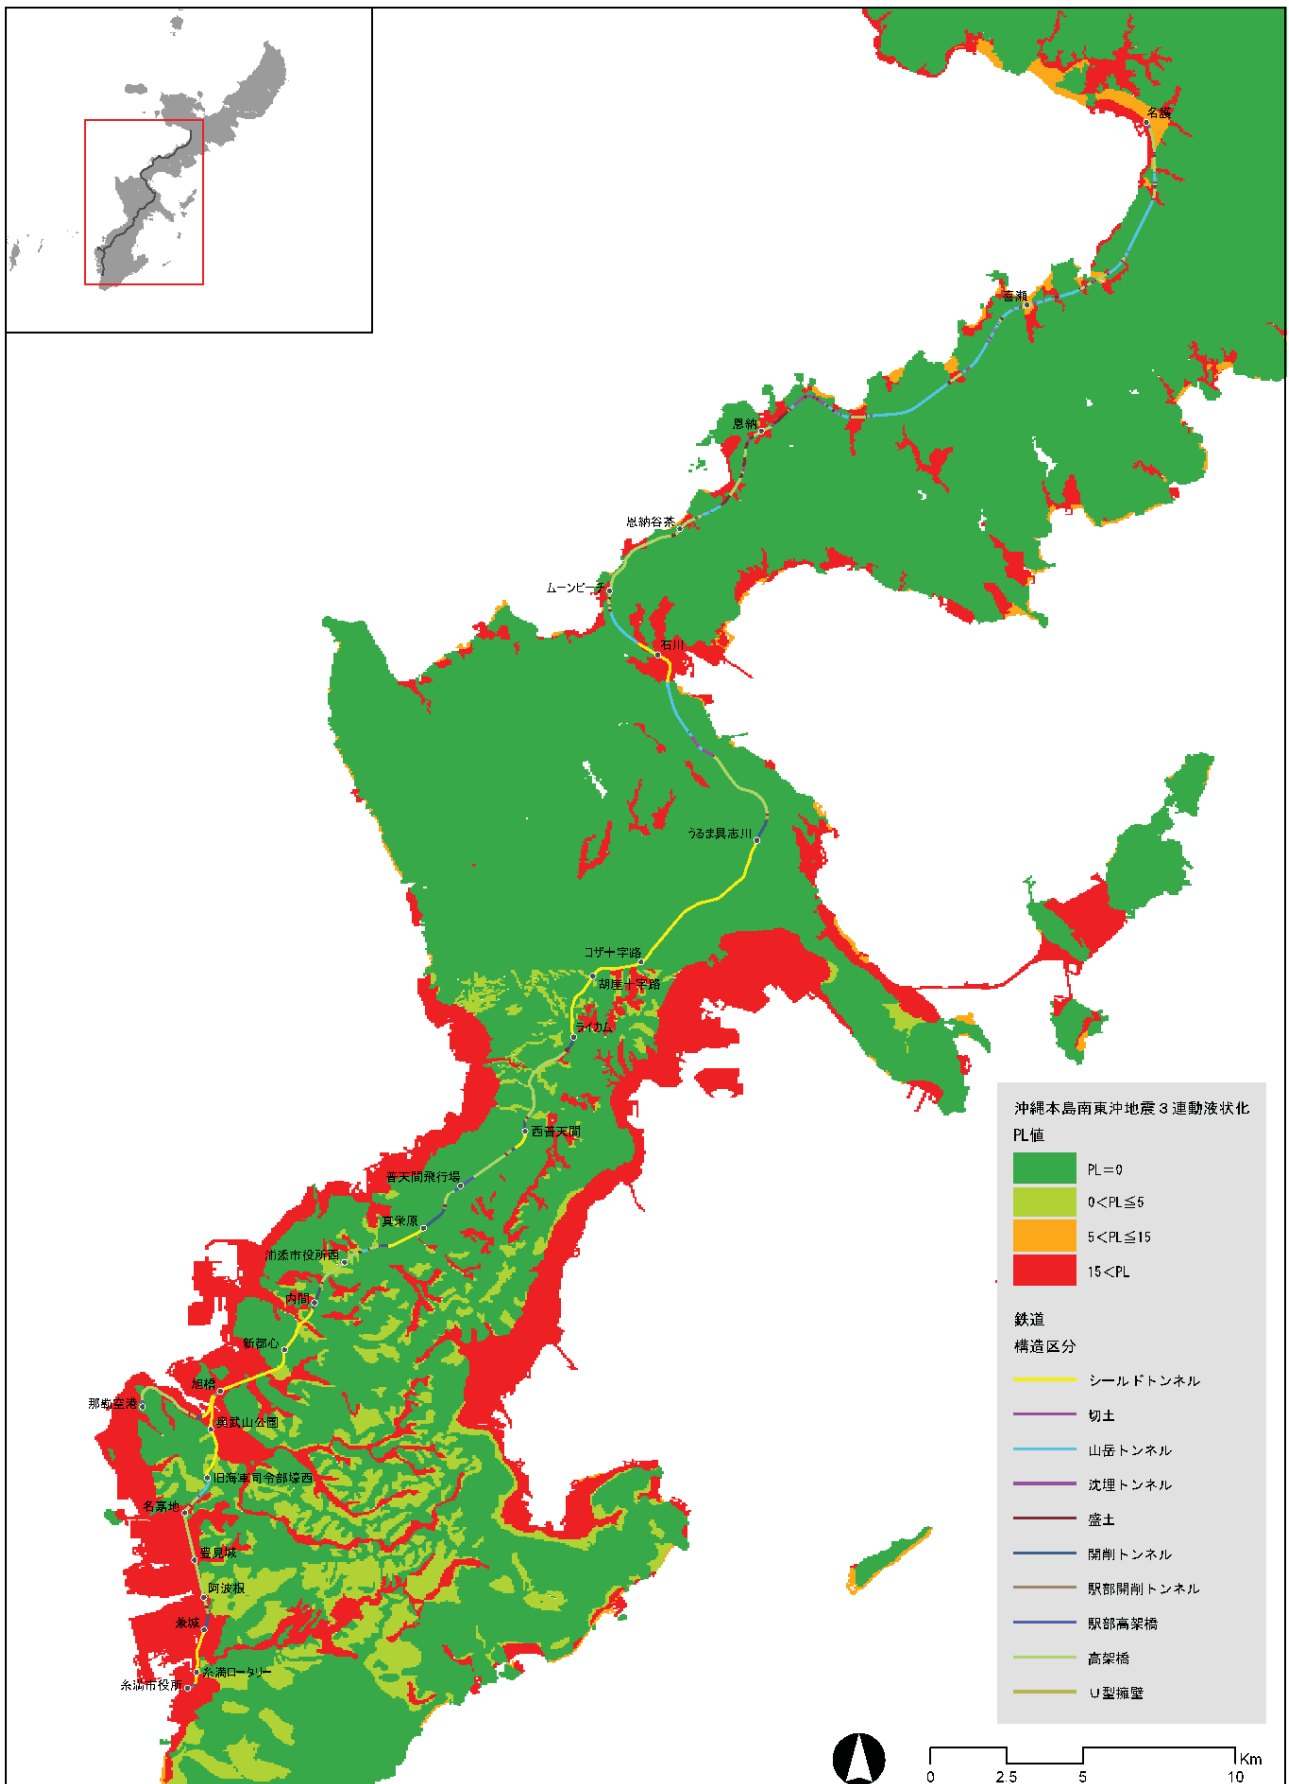 名護
喜瀬
恩納
恩納谷茶
ムーンビーチ
石川
うるま具志川
コザ十字路
胡屋十字路
ライカム
西普天間
普天間飛行場
真栄原
浦添市役所西
内間
新都心
旭橋
那覇空港
奥武山公園
旧海軍司令部壕西
名嘉地
豊見城
阿波根
兼城
糸満ロータリー
糸満市役所
沖縄本島南東沖地震3連動液状化
PL値
PL=0
0<PL≦5
5<PL≦15
15<PL
鉄道
構造区分
シールドトンネル
切土
山岳トンネル
沈埋トンネル
盛土
開削トンネル
駅部開削トンネル
駅部高架橋
高架橋
U型擁壁
Km
0 2.5 5 10